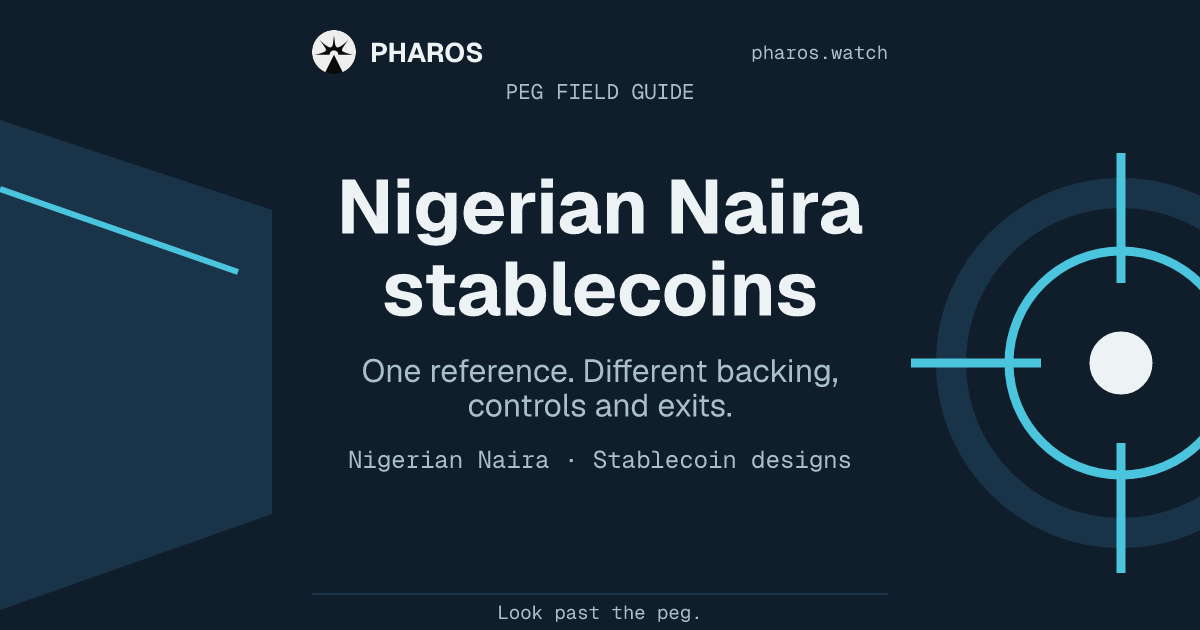 PHAROS
pharos.watch
PEG FIELD GUIDE
Nigerian Naira
stablecoins
One reference. Different backing,
controls and exits.
Nigerian Naira · Stablecoin designs
Look past the peg.